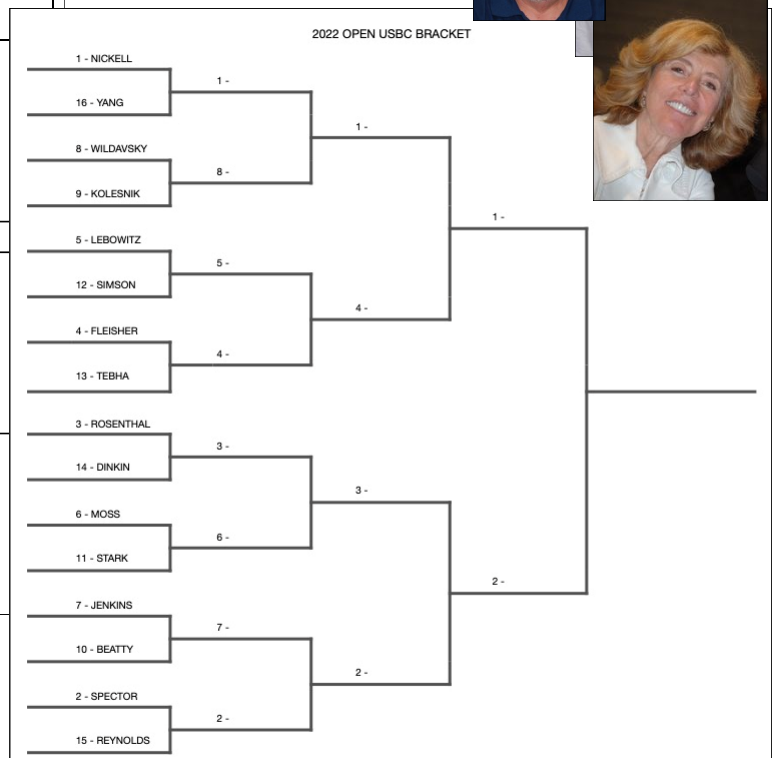 2022 OPEN USBC BRACKET
1 - NICKELL
16 - YANG
8 - WILDAVSKY
9 - KOLESNIK
5 - LEBOWITZ
12 - SIMSON
4 - FLEISHER
13 - TEBHA
3 - ROSENTHAL
14 - DINKIN
6 - MOSS
11 - STARK
7 - JENKINS
10 - BEATTY
2 - SPECTOR
15 - REYNOLDS
1 -
8 -
5 -
4 -
3 -
6 -
7 -
2 -
1 -
4 -
3 -
2 -
1 -
2 -